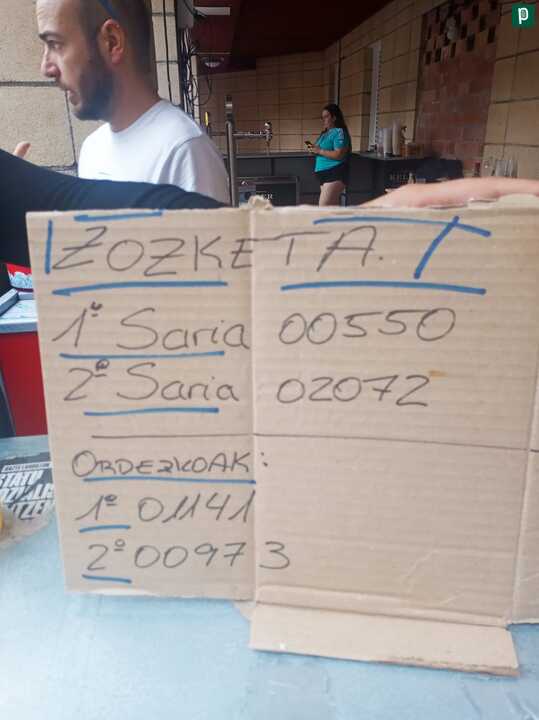 p
ZOZKETA.
1º Saria 00550
2º Saria 02072
ORDEZKOAK:
1º 01141
2º 00973